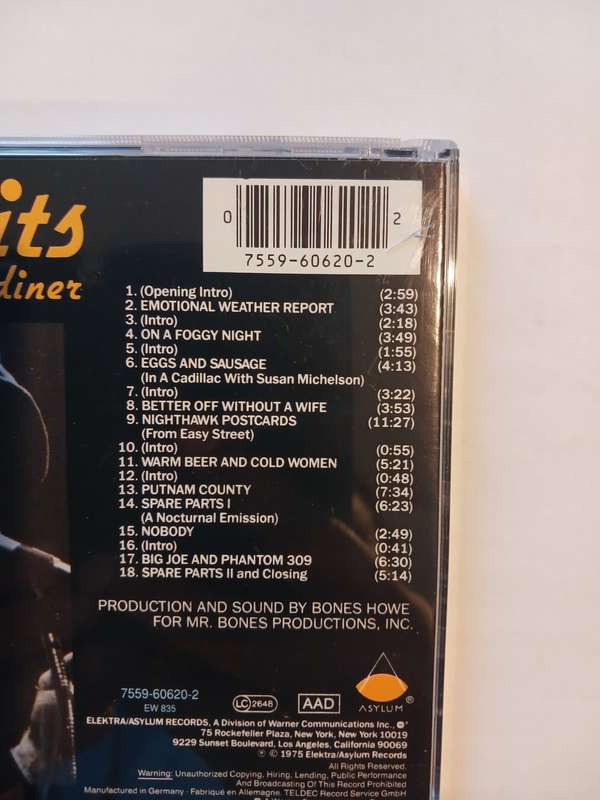 its
diner
0 2
7559-60620-2
1. (Opening Intro) (2:59)
2. EMOTIONAL WEATHER REPORT (3:43)
3. (Intro) (2:18)
4. ON A FOGGY NIGHT (3:49)
5. (Intro) (1:55)
6. EGGS AND SAUSAGE (4:13)
(In A Cadillac With Susan Michelson)
7. (Intro) (3:22)
8. BETTER OFF WITHOUT A WIFE (3:53)
9. NIGHTHAWK POSTCARDS (11:27)
(From Easy Street)
10. (Intro) (0:55)
11. WARM BEER AND COLD WOMEN (5:21)
12. (Intro) (0:48)
13. PUTNAM COUNTY (7:34)
14. SPARE PARTS I (6:23)
(A Nocturnal Emission)
15. NOBODY (2:49)
16. (Intro) (0:41)
17. BIG JOE AND PHANTOM 309 (6:30)
18. SPARE PARTS II and Closing (5:14)
PRODUCTION AND SOUND BY BONES HOWE
FOR MR. BONES PRODUCTIONS, INC.
7559-60620-2
EW 835
LC 2648
AAD
ASYLUM ®
ELEKTRA/ASYLUM RECORDS, A Division of Warner Communications Inc.,
75 Rockefeller Plaza, New York, New York 10019
9229 Sunset Boulevard, Los Angeles, California 90069
℗ © 1975 Elektra/Asylum Records
All Rights Reserved.
Warning: Unauthorized Copying, Hiring, Lending, Public Performance
And Broadcasting Of This Record Prohibited
Manufactured in Germany · Fabriqué en Allemagne. TELDEC Record Service GmbH